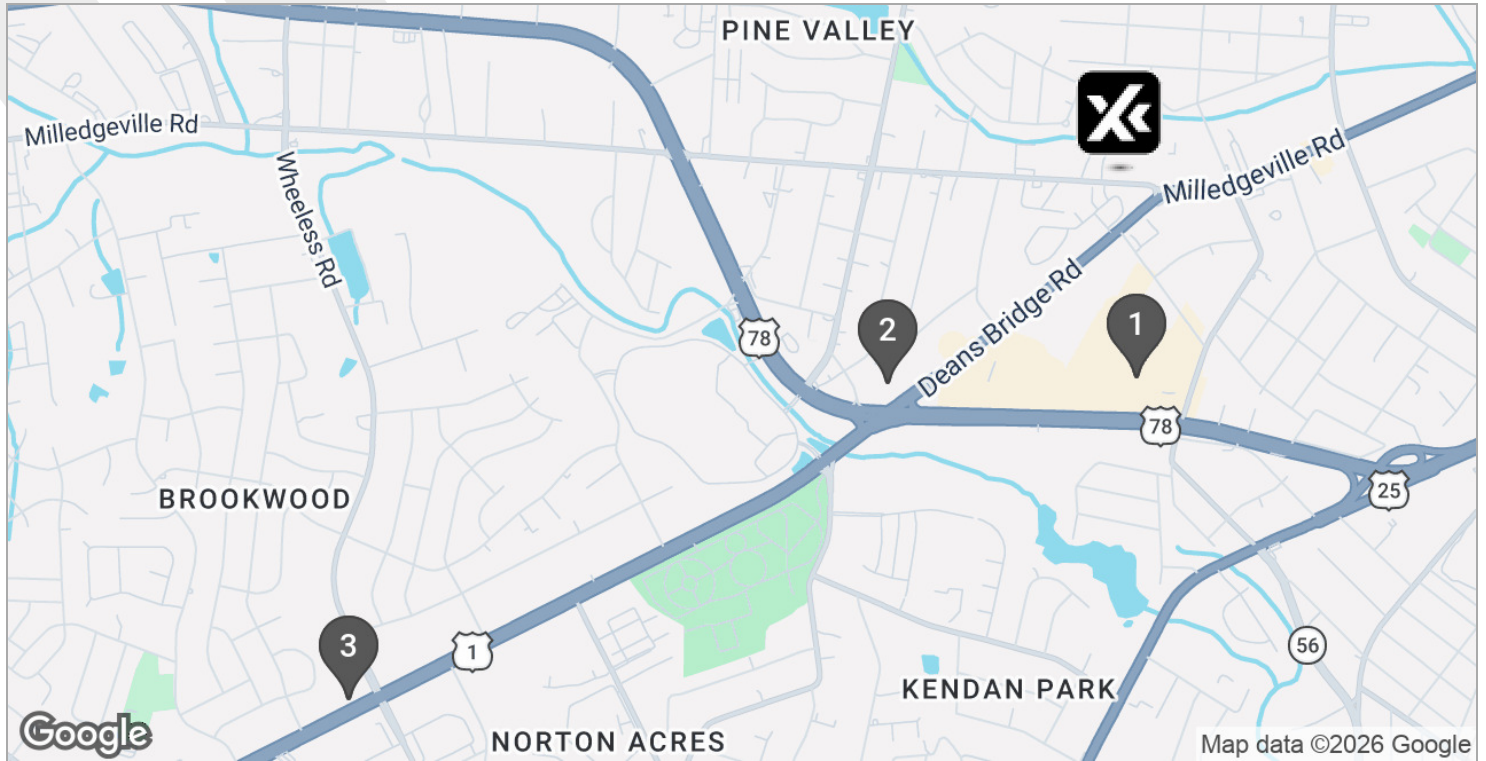 PINE VALLEY
Milledgeville Rd
Milledgeville Rd
Wheeless Rd
Deans Bridge Rd
1
2
78
78
25
BROOKWOOD
3
1
56
KENDAN PARK
NORTON ACRES
Google
Map data ©2026 Google